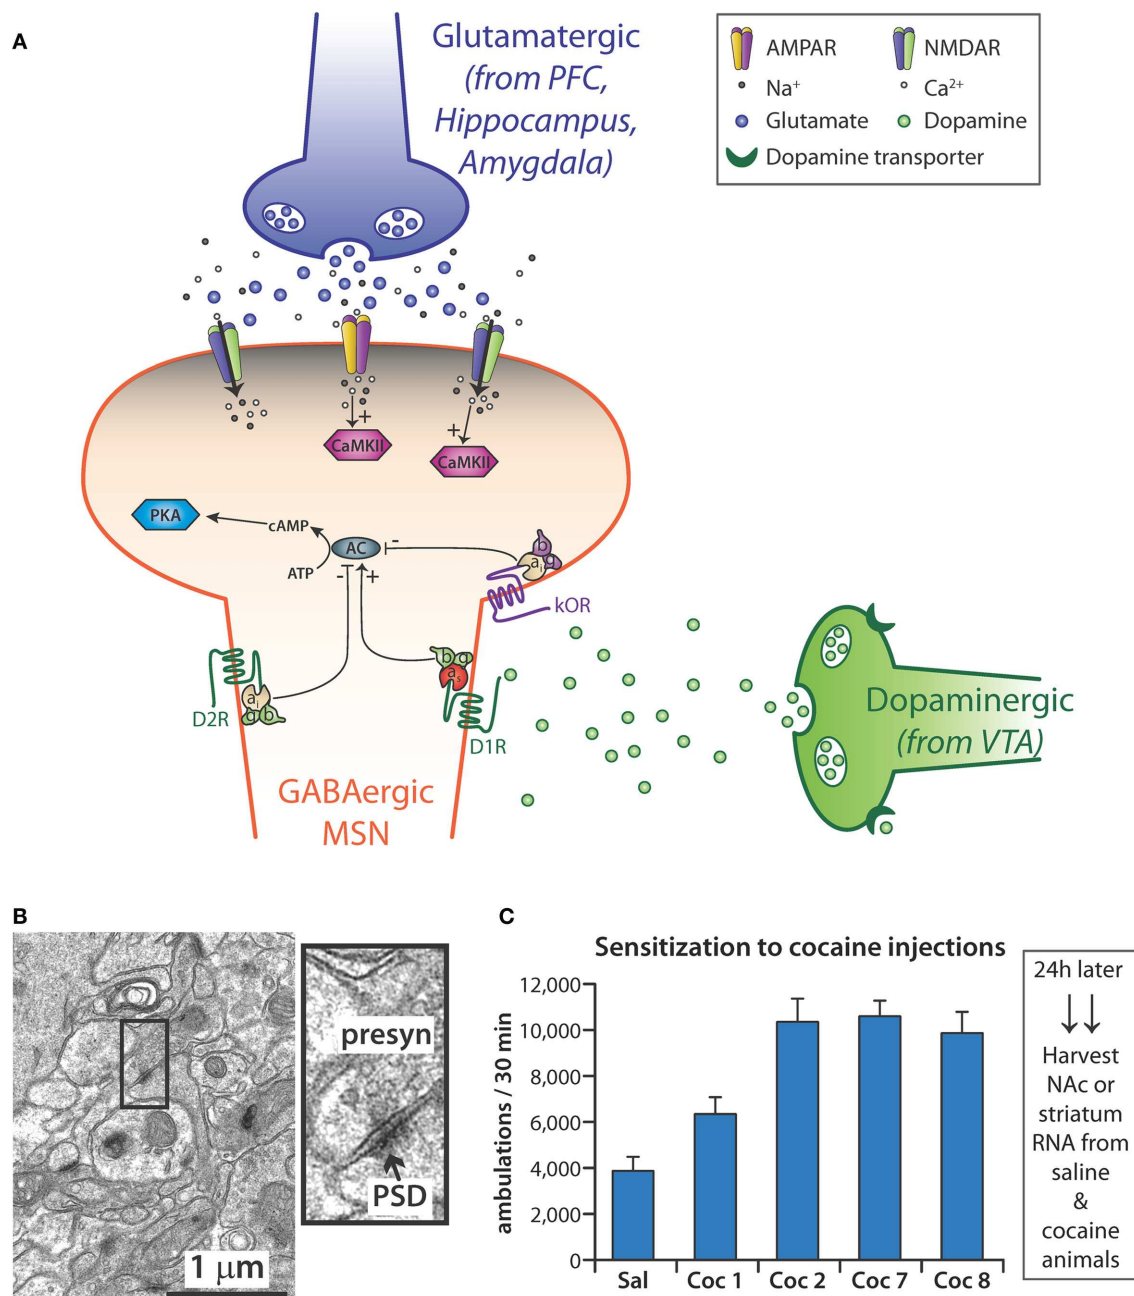 A
Glutamatergic
(from PFC,
Hippocampus,
Amygdala)
AMPAR
NMDAR
Na+
Ca2+
Glutamate
Dopamine
Dopamine transporter
+
CaMKII
+
CaMKII
PKA
cAMP
ATP
AC
-
-
+
b
g
ai
kOR
D2R
ai
g
b
b
g
as
D1R
GABAergic
MSN
Dopaminergic
(from VTA)
B
presyn
PSD
1 μm
C
Sensitization to cocaine injections
ambulations / 30 min
12,000
10,000
8,000
6,000
4,000
2,000
0
Sal
Coc 1
Coc 2
Coc 7
Coc 8
24h later
Harvest
NAc or
striatum
RNA from
saline
&
cocaine
animals